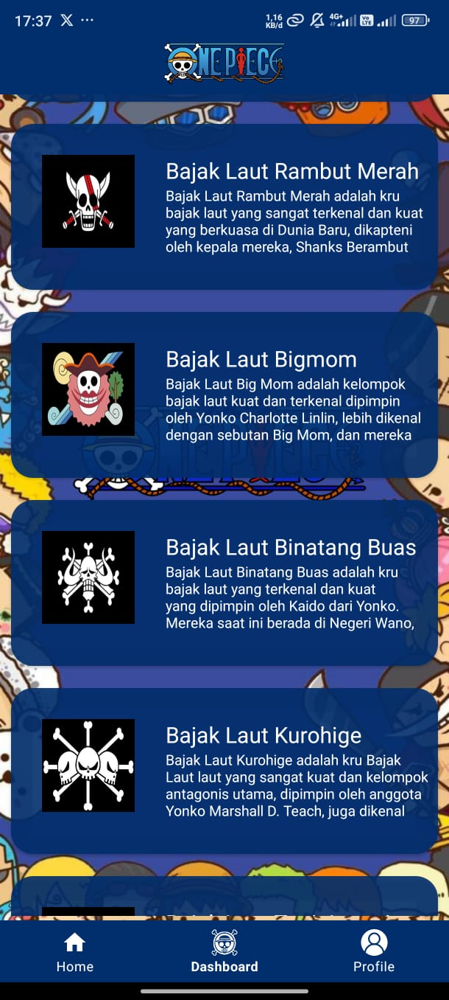 17:37 X ...
1,16 KB/d 4G+ Vo LTE 97
ONE PIECE
Bajak Laut Rambut Merah
Bajak Laut Rambut Merah adalah kru
bajak laut yang sangat terkenal dan kuat
yang berkuasa di Dunia Baru, dikapteni
oleh kepala mereka, Shanks Berambut
Bajak Laut Bigmom
Bajak Laut Big Mom adalah kelompok
bajak laut kuat dan terkenal dipimpin
oleh Yonko Charlotte Linlin, lebih dikenal
dengan sebutan Big Mom, dan mereka
ONE PIECE
Bajak Laut Binatang Buas
Bajak Laut Binatang Buas adalah kru
bajak laut yang terkenal dan kuat
yang dipimpin oleh Kaido dari Yonko.
Mereka saat ini berada di Negeri Wano,
Bajak Laut Kurohige
Bajak Laut Kurohige adalah kru Bajak
Laut laut yang sangat kuat dan kelompok
antagonis utama, dipimpin oleh anggota
Yonko Marshall D. Teach, juga dikenal
Home
Dashboard
Profile